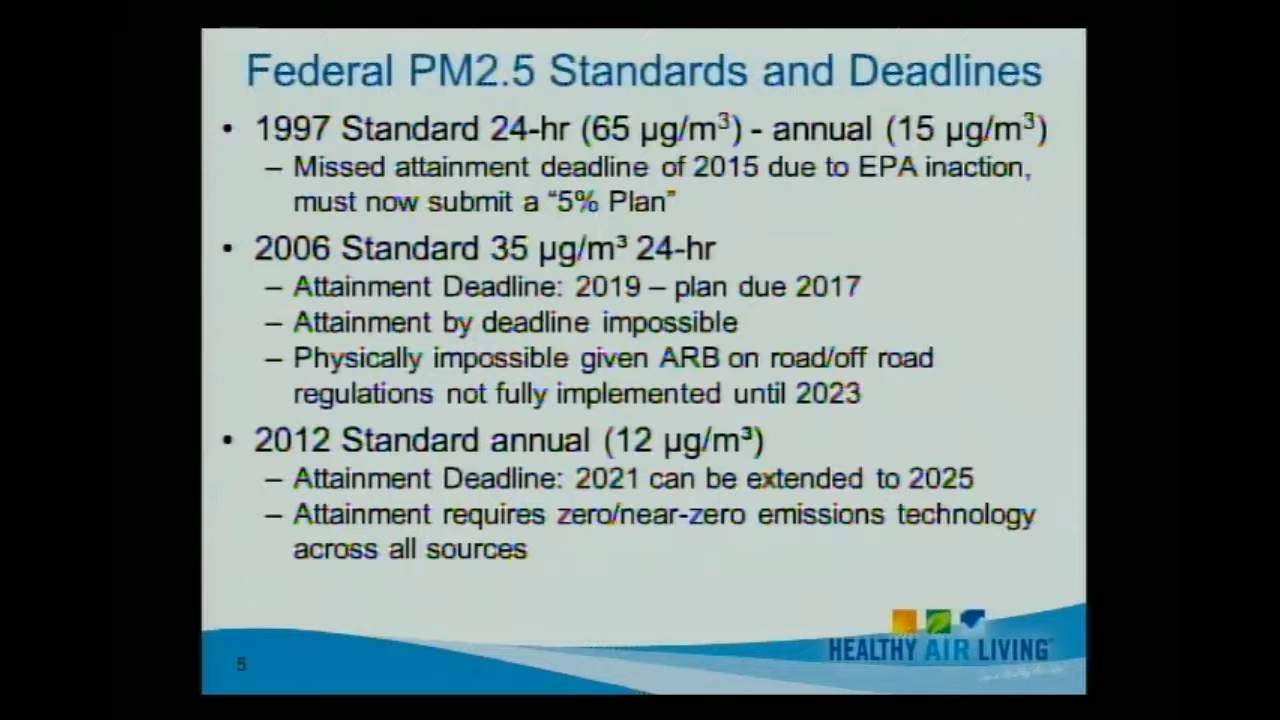 Federal PM2.5 Standards and Deadlines
• 1997 Standard 24-hr (65 µg/m³) - annual (15 µg/m³)
– Missed attainment deadline of 2015 due to EPA inaction,
must now submit a “5% Plan”
• 2006 Standard 35 µg/m³ 24-hr
– Attainment Deadline: 2019 – plan due 2017
– Attainment by deadline impossible
– Physically impossible given ARB on road/off road
regulations not fully implemented until 2023
• 2012 Standard annual (12 µg/m³)
– Attainment Deadline: 2021 can be extended to 2025
– Attainment requires zero/near-zero emissions technology
across all sources
HEALTHY AIR LIVING
5